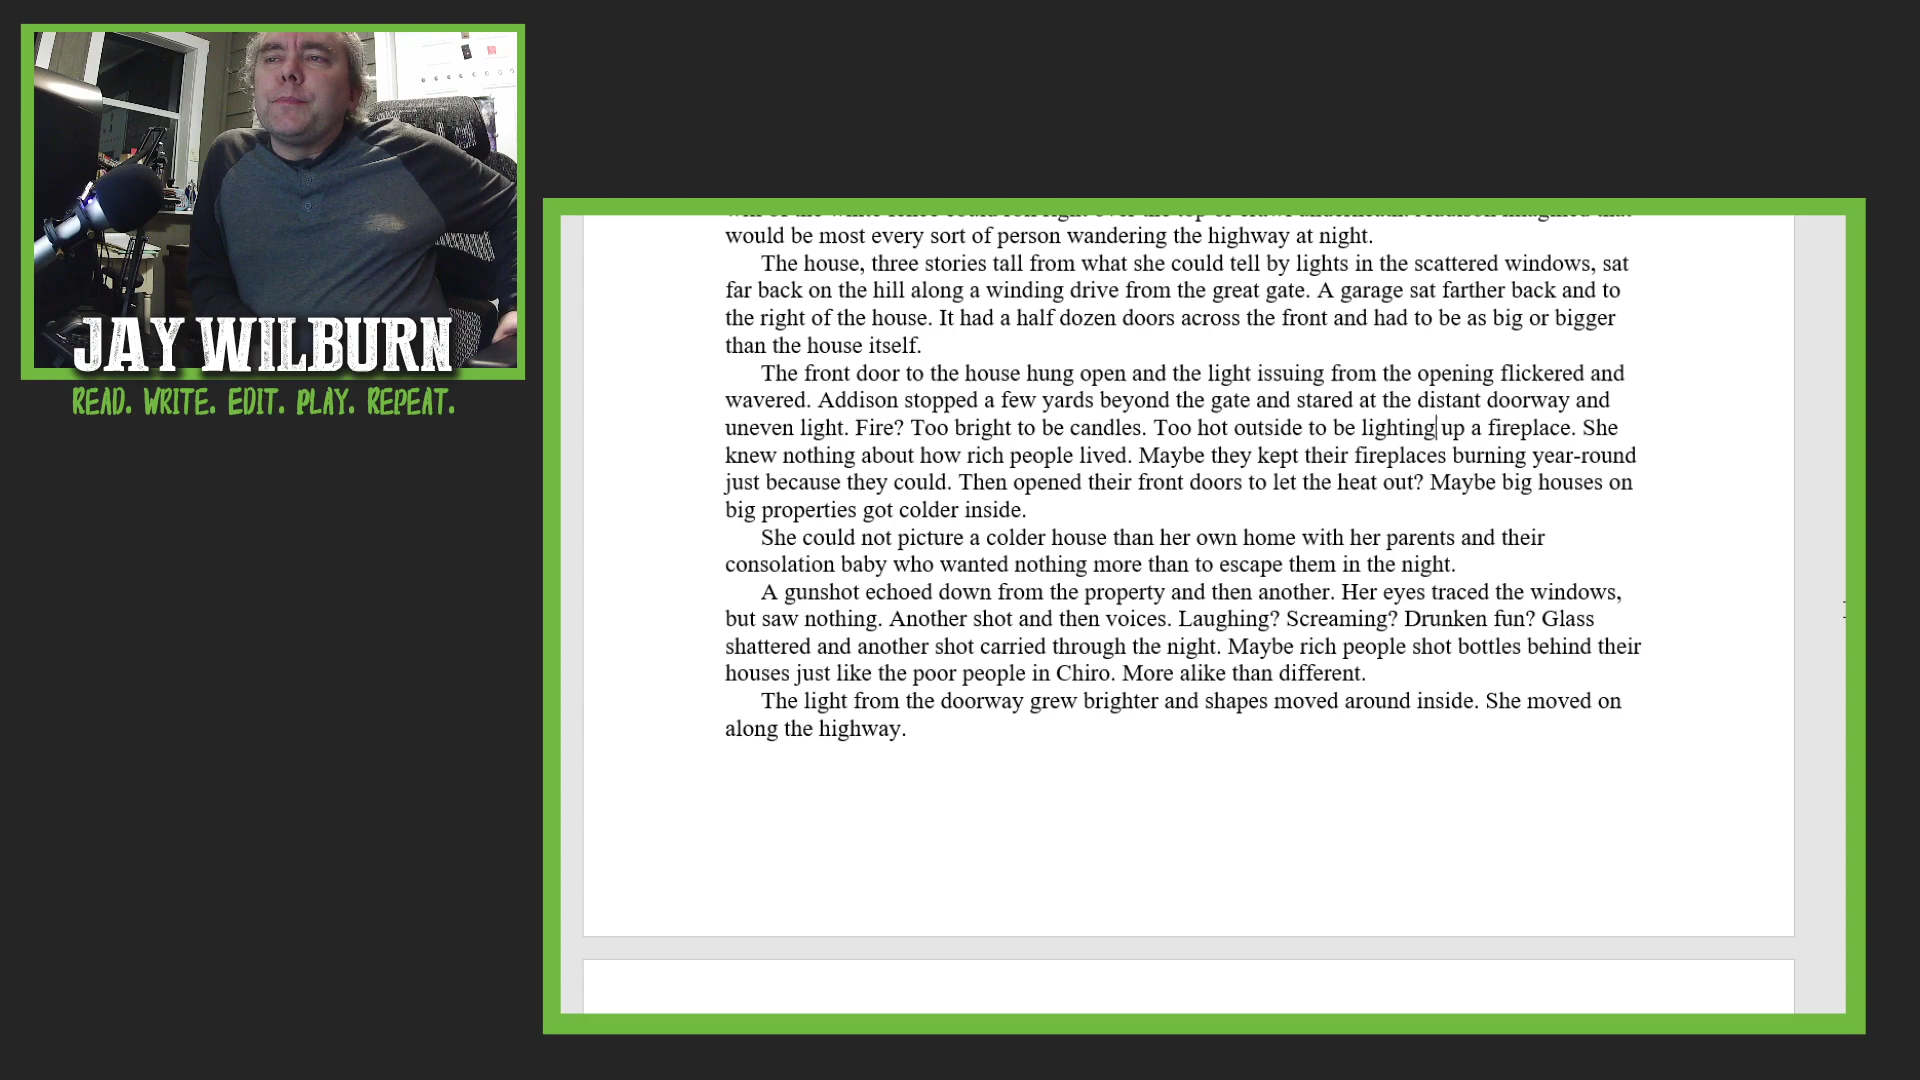 JAY WILBURN
READ. WRITE. EDIT. PLAY. REPEAT.
would be most every sort of person wandering the highway at night.
The house, three stories tall from what she could tell by lights in the scattered windows, sat
far back on the hill along a winding drive from the great gate. A garage sat farther back and to
the right of the house. It had a half dozen doors across the front and had to be as big or bigger
than the house itself.
The front door to the house hung open and the light issuing from the opening flickered and
wavered. Addison stopped a few yards beyond the gate and stared at the distant doorway and
uneven light. Fire? Too bright to be candles. Too hot outside to be lighting up a fireplace. She
knew nothing about how rich people lived. Maybe they kept their fireplaces burning year-round
just because they could. Then opened their front doors to let the heat out? Maybe big houses on
big properties got colder inside.
She could not picture a colder house than her own home with her parents and their
consolation baby who wanted nothing more than to escape them in the night.
A gunshot echoed down from the property and then another. Her eyes traced the windows,
but saw nothing. Another shot and then voices. Laughing? Screaming? Drunken fun? Glass
shattered and another shot carried through the night. Maybe rich people shot bottles behind their
houses just like the poor people in Chiro. More alike than different.
The light from the doorway grew brighter and shapes moved around inside. She moved on
along the highway.